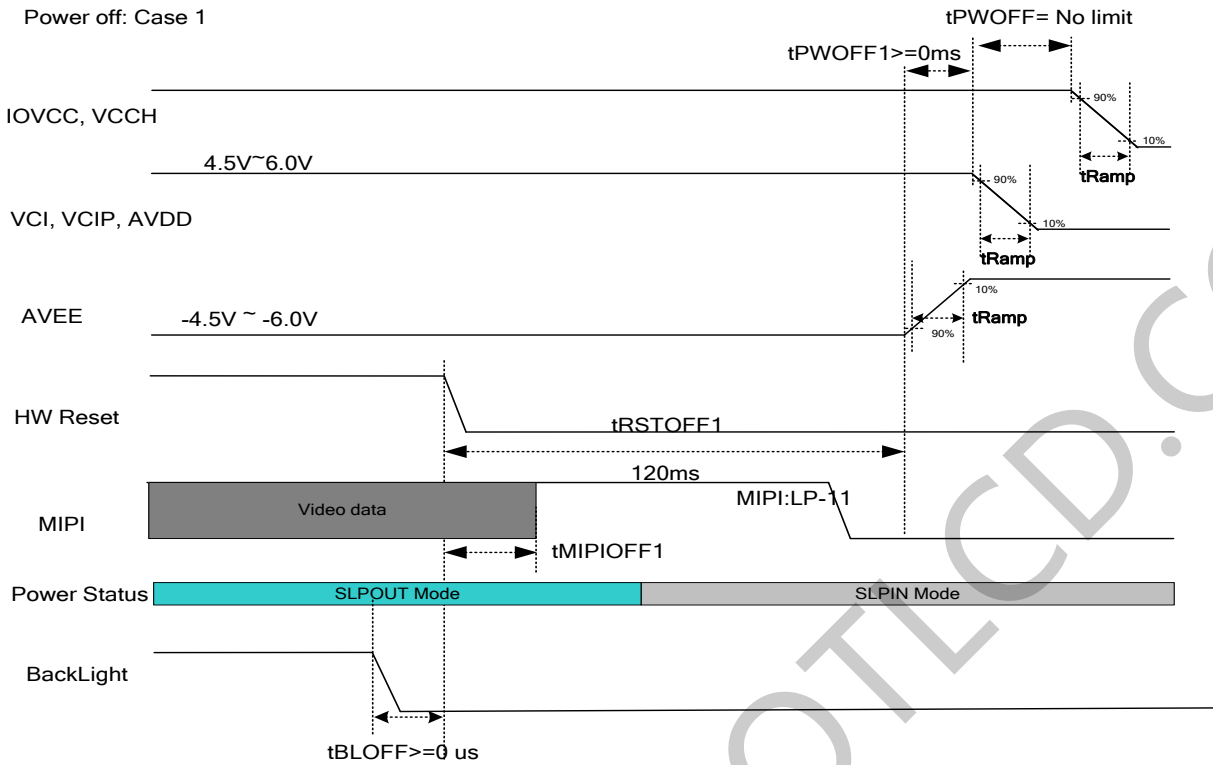 Power off: Case 1
tPWOFF= No limit
tPWOFF1>=0ms
IOVCC, VCCH
90%
10%
tRamp
4.5V~6.0V
VCI, VCIP, AVDD
90%
10%
tRamp
AVEE
-4.5V ~ -6.0V
10%
tRamp
90%
HW Reset
tRSTOFF1
120ms
MIPI
Video data
MIPI:LP-11
tMIPIOFF1
Power Status
SLPOUT Mode
SLPIN Mode
BackLight
tBLOFF>=0 us
OTLCD.C